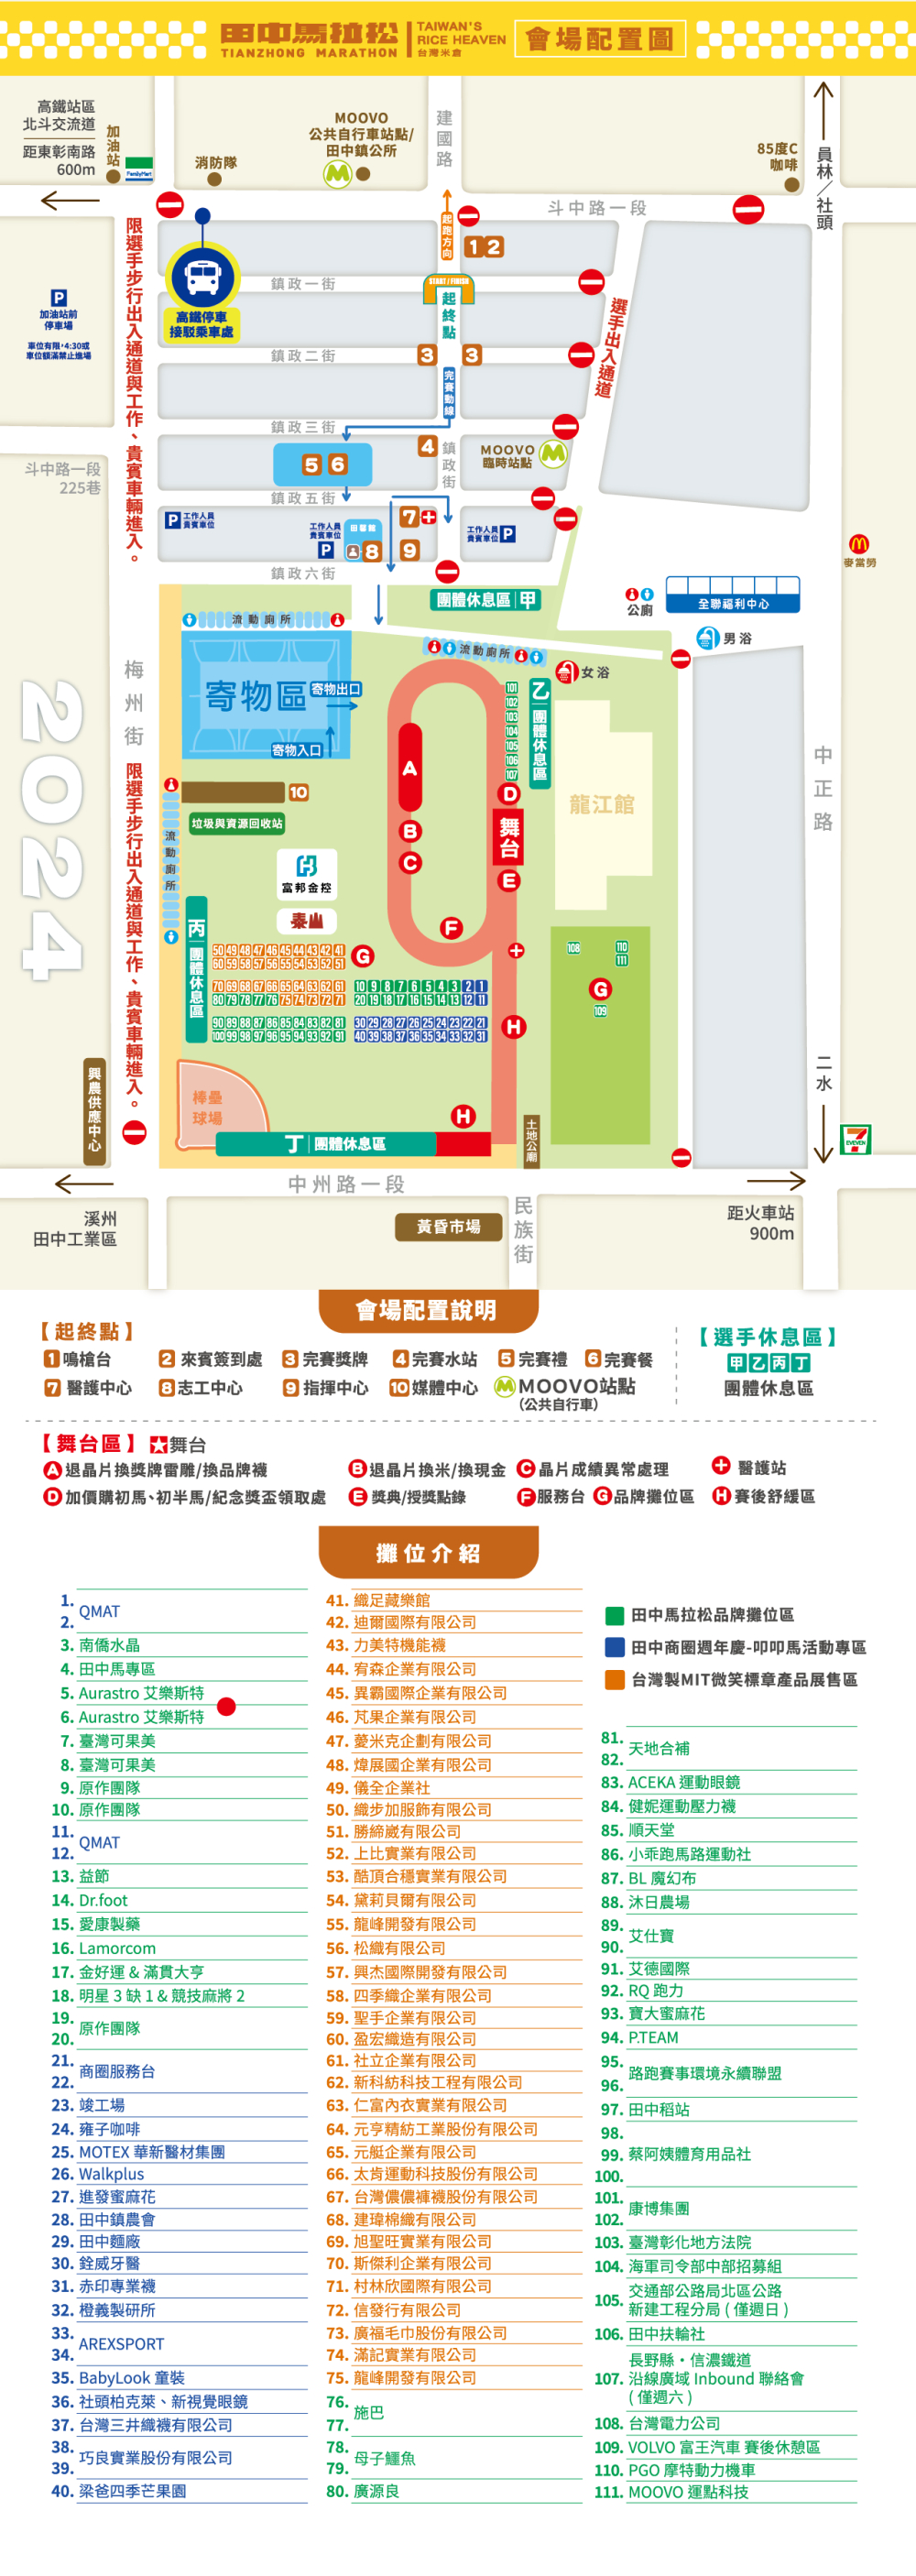 田中馬拉松
TIANZHONG MARATHON
TAIWAN'S
RICE HEAVEN
台灣米倉
會場配置圖
高鐵站區
北斗交流道
距東彰南路
600m
加油站
FamilyMart
消防隊
MOOVO
公共自行車站點/
田中鎮公所
建國路
85度C
咖啡
員林/社頭
斗中路一段
起跑方向
1 2
限選手步行出入通道與工作、貴賓車輛進入。
高鐵停車
接駁乘車處
鎮政一街
START / FINISH
起終點
選手出入通道
P
加油站前
停車場
車位有限，4:30或
車位額滿禁止進場
鎮政二街
3
3
完賽動線
鎮政三街
4
鎮政街
MOOVO
臨時站點
5 6
斗中路一段
225巷
鎮政五街
P 工作人員
貴賓車位
工作人員
貴賓車位
P
田馨館
8
7
9
工作人員
貴賓車位 P
鎮政六街
麥當勞
團體休息區 甲
公廁
全聯福利中心
男浴
流動廁所
流動廁所
女浴
梅州街
寄物區
寄物出口
寄物入口
101
102
103
104
105
106
107
乙 團體休息區
2024
中正路
A
B
C
D
舞台
E
F
龍江館
10
垃圾與資源回收站
限選手步行出入通道與工作、貴賓車輛進入。
流動廁所
富邦金控
泰山
丙 團體休息區
50 49 48 47 46 45 44 43 42 41
60 59 58 57 56 55 54 53 52 51
G
70 69 68 67 66 65 64 63 62 61 10 9 8 7 6 5 4 3 2 1
80 79 78 77 76 75 74 73 72 71 20 19 18 17 16 15 14 13 12 11
90 89 88 87 86 85 84 83 82 81 30 29 28 27 26 25 24 23 22 21
100 99 98 97 96 95 94 93 92 91 40 39 38 37 36 35 34 33 32 31
108
110
111
G
109
H
興農供應中心
棒壘
球場
H
丁 團體休息區
土地公廟
二水
7
中州路一段
溪州
田中工業區
黃昏市場
民族街
距火車站
900m
會場配置說明
【起終點】
1 鳴槍台 2 來賓簽到處 3 完賽獎牌 4 完賽水站 5 完賽禮 6 完賽餐
7 醫護中心 8 志工中心 9 指揮中心 10 媒體中心 MOOVO站點
(公共自行車)
【選手休息區】
甲乙丙丁
團體休息區
【舞台區】 舞台
A 退晶片換獎牌雷雕/換品牌襪 B 退晶片換米/換現金 C 晶片成績異常處理 醫護站
D 加價購初馬、初半馬/紀念獎盃領取處 E 獎典/授獎點錄 F 服務台 G 品牌攤位區 H 賽後舒緩區
攤位介紹
1.
2. QMAT
3. 南僑水晶
4. 田中馬專區
5. Aurastro 艾樂斯特
6. Aurastro 艾樂斯特
7. 臺灣可果美
8. 臺灣可果美
9. 原作團隊
10. 原作團隊
11.
12. QMAT
13. 益節
14. Dr.foot
15. 愛康製藥
16. Lamorcom
17. 金好運 & 滿貫大亨
18. 明星 3 缺 1 & 競技麻將 2
19.
20. 原作團隊
21.
22. 商圈服務台
23. 竣工場
24. 雍子咖啡
25. MOTEX 華新醫材集團
26. Walkplus
27. 進發蜜麻花
28. 田中鎮農會
29. 田中麵廠
30. 銓威牙醫
31. 赤印專業襪
32. 橙義製研所
33.
34. AREXSPORT
35. BabyLook 童裝
36. 社頭柏克萊、新視覺眼鏡
37. 台灣三井織襪有限公司
38.
39. 巧良實業股份有限公司
40. 梁爸四季芒果園
41. 織足藏樂館
42. 迪爾國際有限公司
43. 力美特機能襪
44. 宥森企業有限公司
45. 異霸國際企業有限公司
46. 芃果企業有限公司
47. 薆米克企劃有限公司
48. 煒展國企業有限公司
49. 儀全企業社
50. 織步加服飾有限公司
51. 勝締崴有限公司
52. 上比實業有限公司
53. 酷頂合穩實業有限公司
54. 黛莉貝爾有限公司
55. 龍峰開發有限公司
56. 松織有限公司
57. 興杰國際開發有限公司
58. 四季織企業有限公司
59. 聖手企業有限公司
60. 盈宏織造有限公司
61. 社立企業有限公司
62. 新科紡科技工程有限公司
63. 仁富內衣實業有限公司
64. 元亨精紡工業股份有限公司
65. 元艇企業有限公司
66. 太肯運動科技股份有限公司
67. 台灣儂儂褲襪股份有限公司
68. 建瑋棉織有限公司
69. 旭聖旺實業有限公司
70. 斯傑利企業有限公司
71. 村林欣國際有限公司
72. 信發行有限公司
73. 廣福毛巾股份有限公司
74. 滿記實業有限公司
75. 龍峰開發有限公司
76.
77. 施巴
78.
79. 母子鱷魚
80. 廣源良
田中馬拉松品牌攤位區
田中商圈週年慶-叩叩馬活動專區
台灣製MIT微笑標章產品展售區
81.
82. 天地合補
83. ACEKA 運動眼鏡
84. 健妮運動壓力襪
85. 順天堂
86. 小乖跑馬路運動社
87. BL 魔幻布
88. 沐日農場
89.
90. 艾仕寶
91. 艾德國際
92. RQ 跑力
93. 寶大蜜麻花
94. P.TEAM
95.
96. 路跑賽事環境永續聯盟
97. 田中稻站
98.
99. 蔡阿姨體育用品社
100.
101.
102. 康博集團
103. 臺灣彰化地方法院
104. 海軍司令部中部招募組
105. 交通部公路局北區公路
新建工程分局 ( 僅週日 )
106. 田中扶輪社
長野縣・信濃鐵道
107. 沿線廣域 Inbound 聯絡會
( 僅週六 )
108. 台灣電力公司
109. VOLVO 富王汽車 賽後休憩區
110. PGO 摩特動力機車
111. MOOVO 運點科技